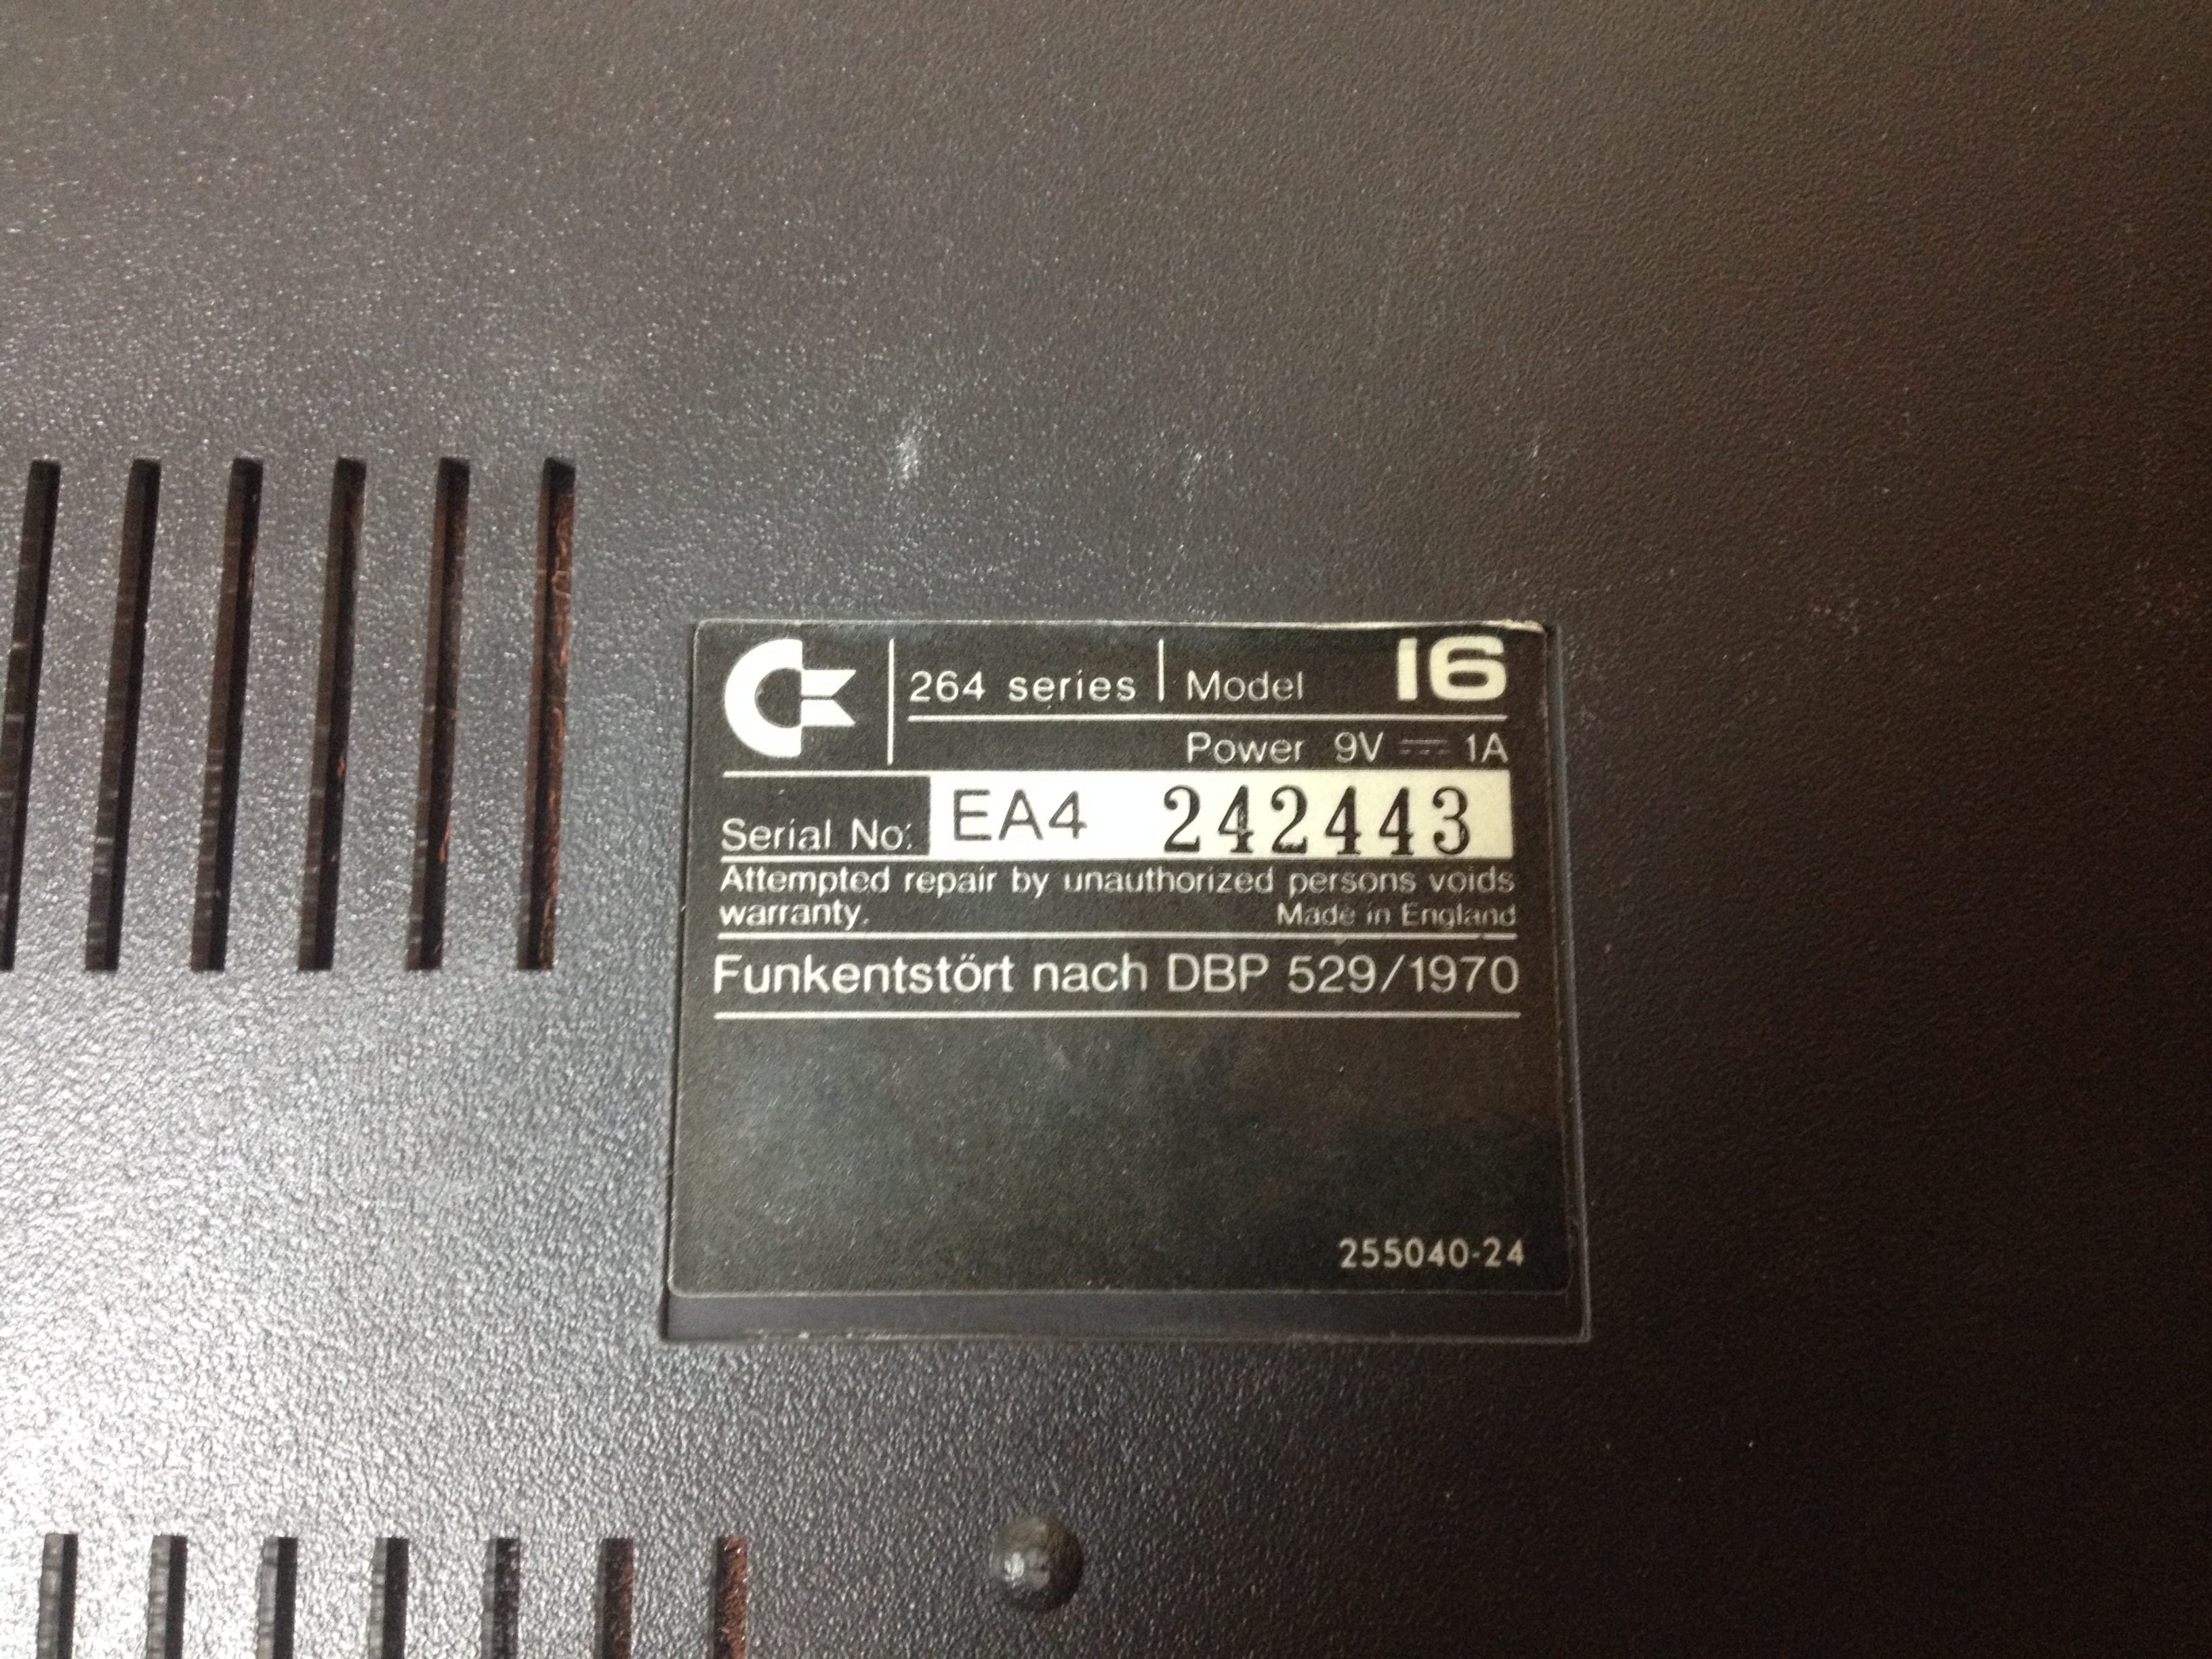 264 series Model 16
Power 9V 1A
Serial No: EA4 242443
Attempted repair by unauthorized persons voids
warranty. Made in England
Funkentstört nach DBP 529/1970
255040-24